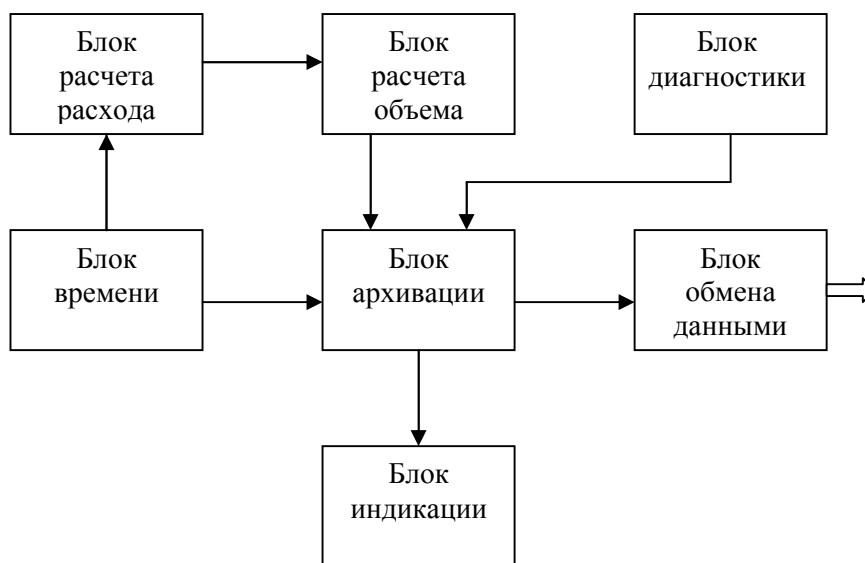 Блок
расчета
расхода
Блок
расчета
объема
Блок
диагностики
Блок
времени
Блок
архивации
Блок
обмена
данными
Блок
индикации